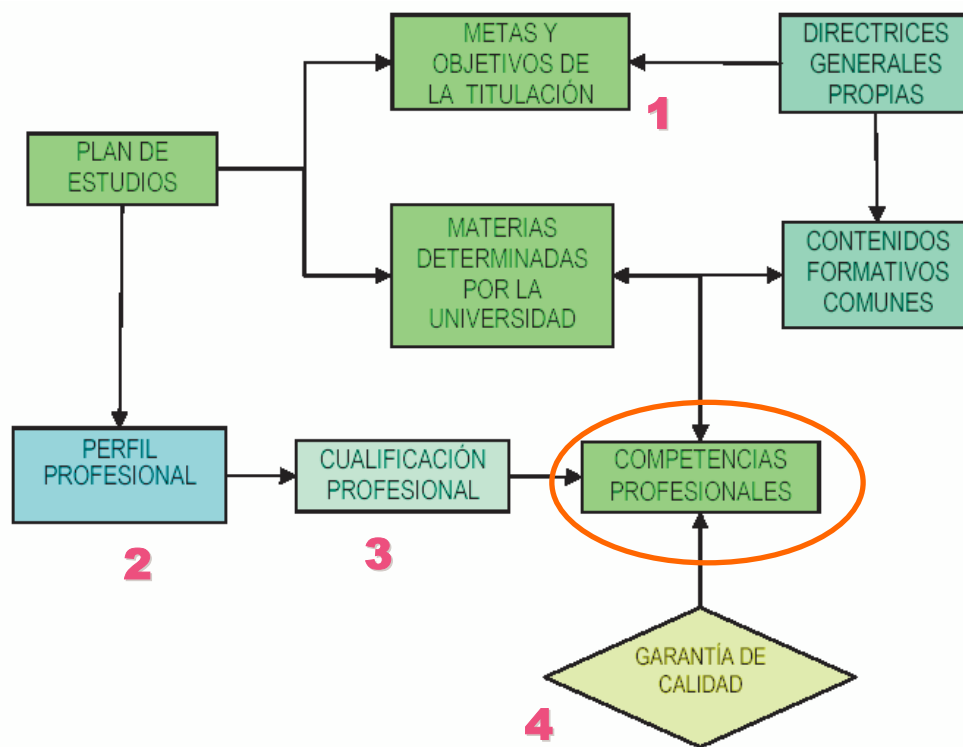 METAS Y
OBJETIVOS DE
LA TITULACIÓN
DIRECTRICES
GENERALES
PROPIAS
1
PLAN DE
ESTUDIOS
MATERIAS
DETERMINADAS
POR LA
UNIVERSIDAD
CONTENIDOS
FORMATIVOS
COMUNES
PERFIL
PROFESIONAL
2
CUALIFICACIÓN
PROFESIONAL
3
COMPETENCIAS
PROFESIONALES
GARANTÍA DE
CALIDAD
4